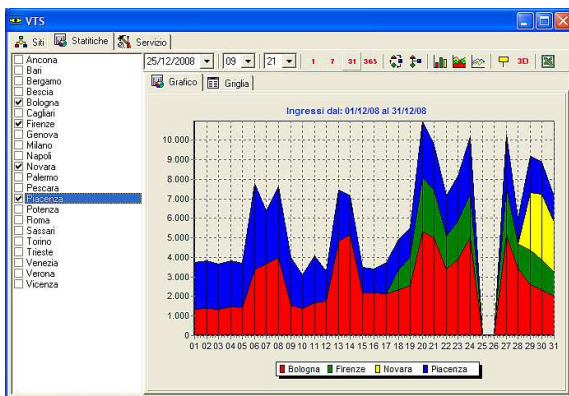 VTS
Siti Statitiche Servizio
25/12/2008 09 21 1 7 31 365 3D
Grafico Griglia
Ancona
Bari
Bergamo
Bescia
Bologna
Cagliari
Firenze
Genova
Milano
Napoli
Novara
Palermo
Pescara
Piacenza
Potenza
Roma
Sassari
Torino
Trieste
Venezia
Verona
Vicenza
Ingressi dal: 01/12/08 al 31/12/08
10.000
9.000
8.000
7.000
6.000
5.000
4.000
3.000
2.000
1.000
0
01 02 03 04 05 06 07 08 09 10 11 12 13 14 15 16 17 18 19 20 21 22 23 24 25 26 27 28 29 30 31
Bologna Firenze Novara Piacenza